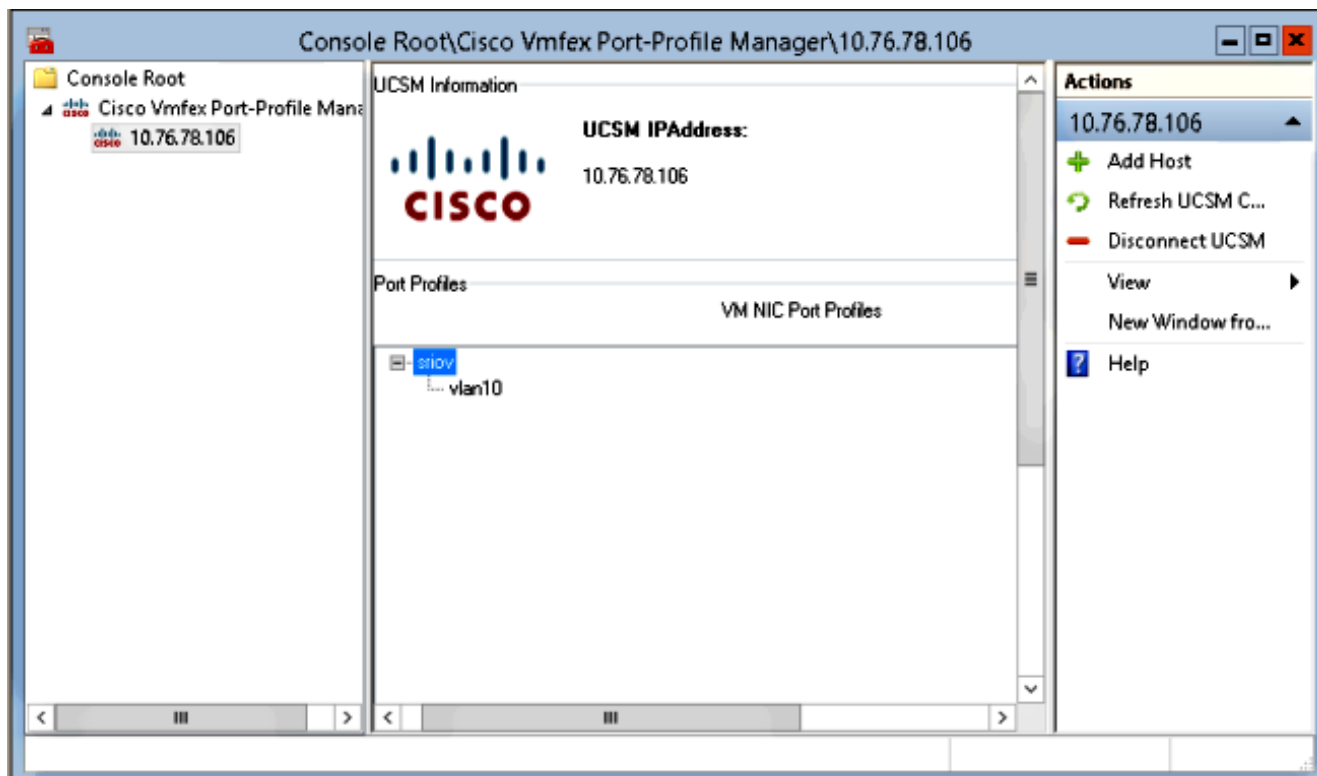 Console Root\Cisco Vmfex Port-Profile Manager\10.76.78.106
Console Root
Cisco Vmfex Port-Profile Mana
10.76.78.106
UCSM Information
CISCO
UCSM IPAddress:
10.76.78.106
Port Profiles
VM NIC Port Profiles
sriov
vlan10
Actions
10.76.78.106
Add Host
Refresh UCSM C...
Disconnect UCSM
View
New Window fro...
Help